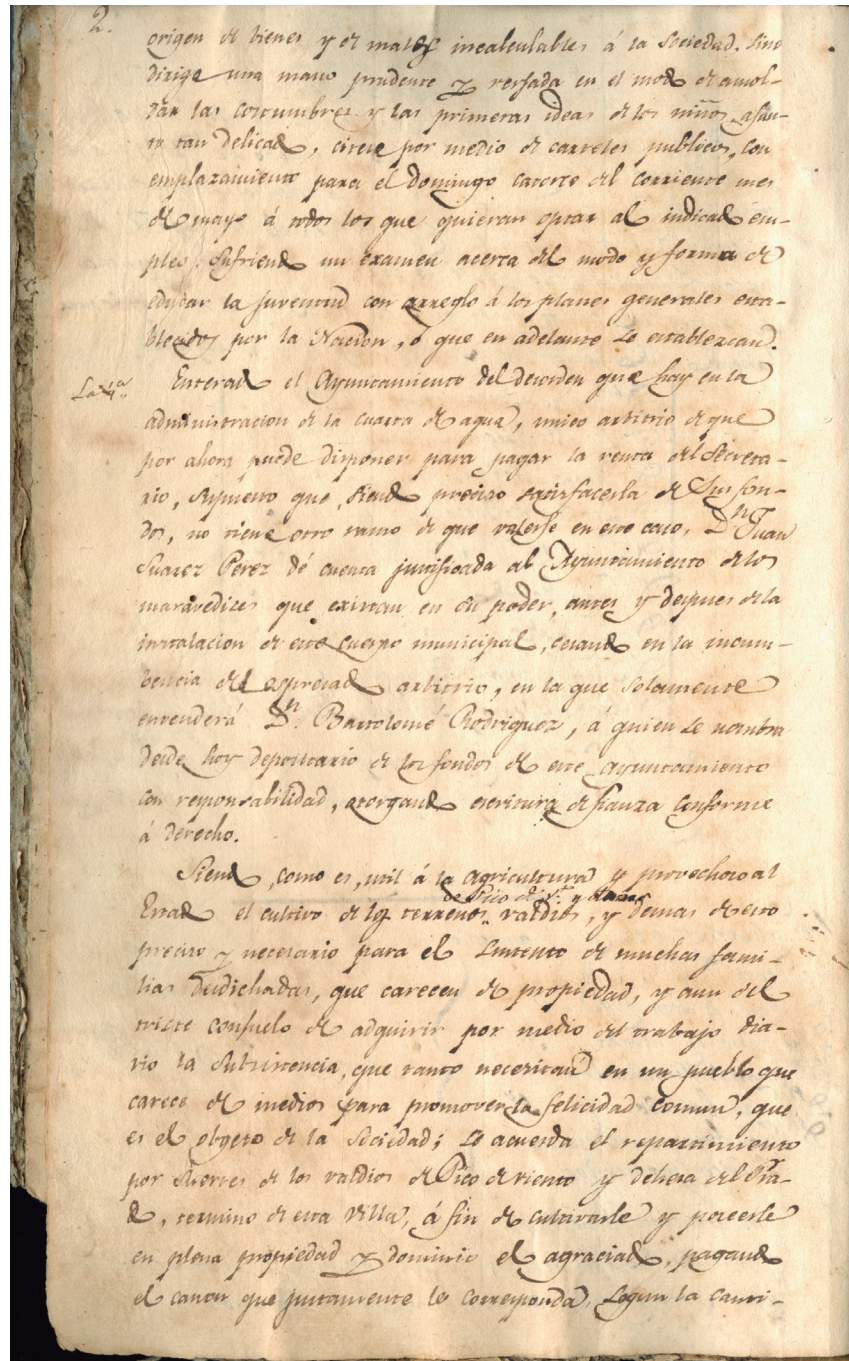 2.
origen de bienes y de males incalculables á la Sociedad. Sino
dirige una mano prudente y versada en el modo de amol-
dar las costumbres y las primeras ideas de los niños, asun-
to tan delicado, citese por medio de carteles publicos, con
emplazamiento para el Domingo catorce del corriente mes
de mayo á todos los que quieran optar al indicado em-
pleo, Sufriendo un examen acerca del modo y forma de
educar la juventud con arreglo á los planes generales esta-
blecidos por la Nacion, o que en adelante se establezcan.
Enterado el Ayuntamiento del desorden que hay en la
administracion de la cuarta de agua, unico arbitrio de que
por ahora puede disponer para pagar la renta del Secreta-
rio, supuesto que, siendo preciso satisfacerla de sus fon-
dos, no tiene otro ramo de que valerse en este caso, Dn. Juan
Suarez Perez dé cuenta justificada al Ayuntamiento de los
maravedices que existan en su poder, antes y despues de la
instalacion de este cuerpo municipal, cesando en la incum-
bencia del espresado arbitrio, en la que solamente
entenderá Dn. Bartolomé Rodriguez, á quien se nombra
desde hoy depositario de los fondos de este ayuntamiento
con responsabilidad, otorgando escritura de fianza conforme
á derecho.
Siendo, como es, util á la agricultura y provechoso al
Estado el cultivo de los terrenos valdios, y demas de esto
preciso y necesario para el sustento de muchas fami-
lias desdichadas, que carecen de propiedad, y aun del
triste consuelo de adquirir por medio del trabajo dia-
rio la subsistencia, que tanto necesitan en un pueblo que
carece de medios para promover la felicidad comun, que
es el obgeto de la Sociedad; se acuerda el repartimiento
por suertes de los valdios de Pico de viento y dehesa del Pra-
do, termino de esta Villa, á fin de cultivarle y poseerle
en plena propiedad y dominio el agraciado, pagando
el canon que justamente le corresponda, segun la canti-